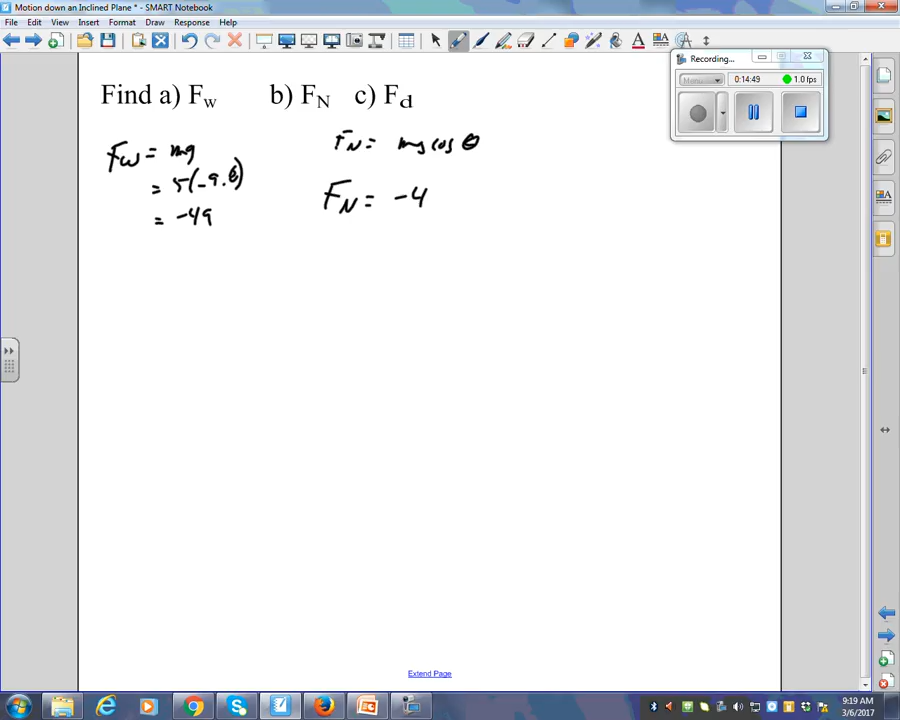 Motion down an Inclined Plane * - SMART Notebook
File Edit View Insert Format Draw Response Help
Recording...
Menu 0:14:49 1.0 fps
Find a) Fw b) FN c) Fd
Fw = mg
= 5(-9.8)
= -49
FN = mg cos θ
FN = -4
Extend Page
9:19 AM
3/6/2017